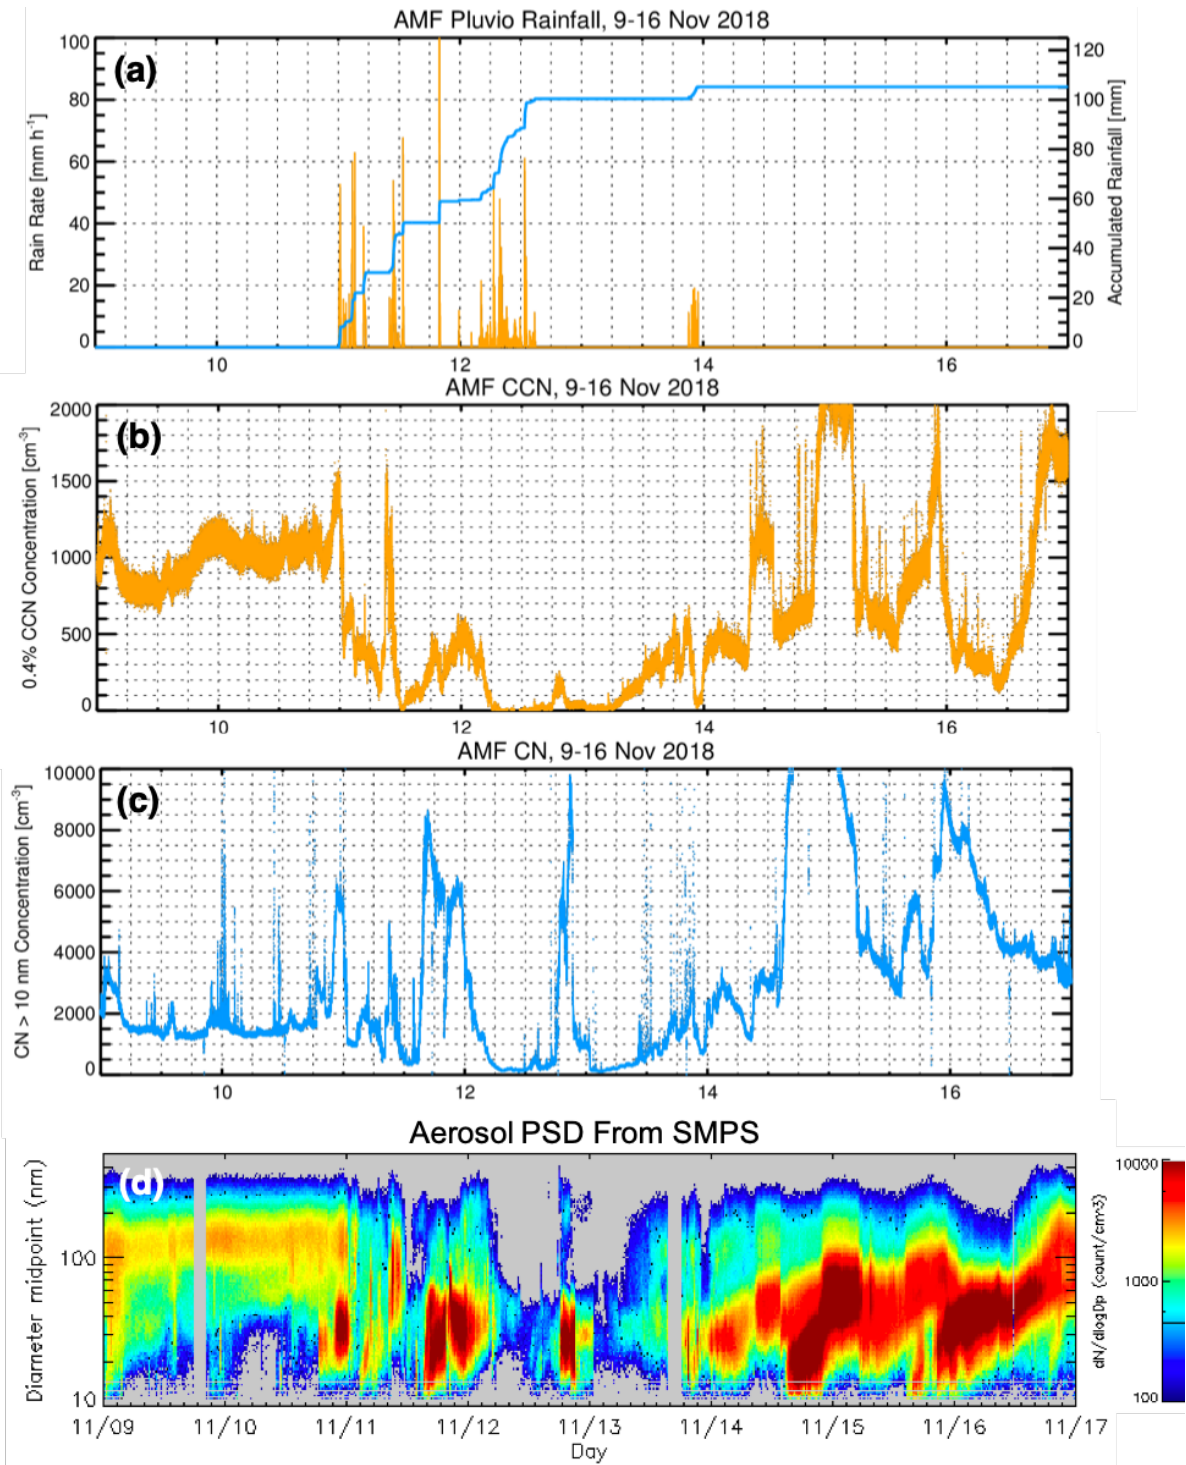 AMF Pluvio Rainfall, 9-16 Nov 2018
(a)
Rain Rate [mm h-1]
100
80
60
40
20
0
Accumulated Rainfall [mm]
120
100
80
60
40
20
0
10 12 14 16
AMF CCN, 9-16 Nov 2018
(b)
0.4% CCN Concentration [cm-3]
2000
1500
1000
500
0
10 12 14 16
AMF CN, 9-16 Nov 2018
(c)
CN > 10 nm Concentration [cm-3]
10000
8000
6000
4000
2000
0
10 12 14 16
Aerosol PSD From SMPS
(d)
Diameter midpoint (nm)
100
10
11/09 11/10 11/11 11/12 11/13 11/14 11/15 11/16 11/17
Day
10000
1000
100
dN/dlogDp (count/cm3)